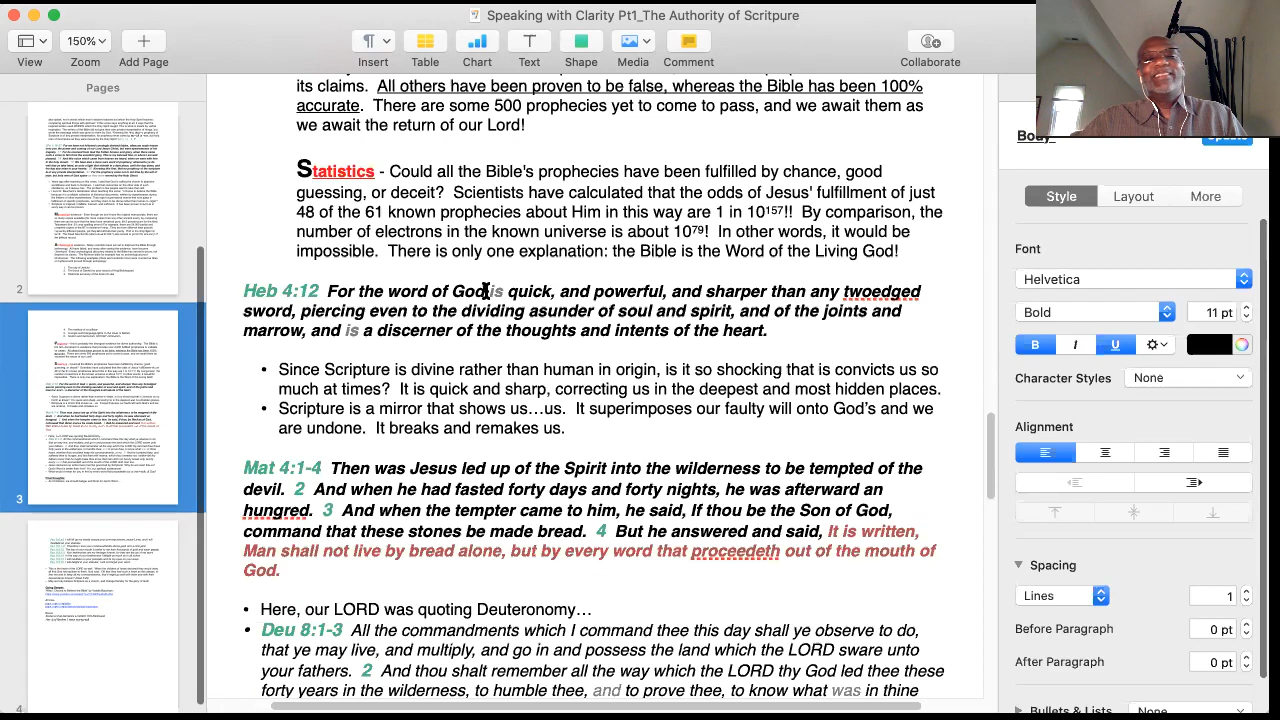 Speaking with Clarity Pt1_The Authority of Scritpure
150%
View
Zoom
Add Page
Insert
Table
Chart
Text
Shape
Media
Comment
Collaborate
Pages
its claims. All others have been proven to be false, whereas the Bible has been 100%
accurate. There are some 500 prophecies yet to come to pass, and we await them as
we await the return of our Lord!
Statistics - Could all the Bible's prophecies have been fulfilled by chance, good
guessing, or deceit? Scientists have calculated that the odds of Jesus' fulfilment of just
48 of the 61 known prophecies about Him in this way are 1 in 10¹⁵⁷!! By comparison, the
number of electrons in the known universe is about 10⁷⁹! In other words, it would be
impossible. There is only one explanation: the Bible is the Word of the Living God!
Heb 4:12 For the word of God is quick, and powerful, and sharper than any twoedged
sword, piercing even to the dividing asunder of soul and spirit, and of the joints and
marrow, and is a discerner of the thoughts and intents of the heart.
• Since Scripture is divine rather than human in origin, is it so shocking that is convicts us so
much at times? It is quick and sharp, correcting us in the deepest and most hidden places.
• Scripture is a mirror that shows us…us. It superimposes our faulty will onto God's and we
are undone. It breaks and remakes us.
Mat 4:1-4 Then was Jesus led up of the Spirit into the wilderness to be tempted of the
devil. 2 And when he had fasted forty days and forty nights, he was afterward an
hungred. 3 And when the tempter came to him, he said, If thou be the Son of God,
command that these stones be made bread. 4 But he answered and said, It is written,
Man shall not live by bread alone, but by every word that proceedeth out of the mouth of
God.
• Here, our LORD was quoting Deuteronomy…
• Deu 8:1-3 All the commandments which I command thee this day shall ye observe to do,
that ye may live, and multiply, and go in and possess the land which the LORD sware unto
your fathers. 2 And thou shalt remember all the way which the LORD thy God led thee these
forty years in the wilderness, to humble thee, and to prove thee, to know what was in thine
2
3
4
Body
Style
Layout
More
Font
Helvetica
Bold
11 pt
B
I
U
Character Styles
None
Alignment
Spacing
Lines
1
Before Paragraph
0 pt
After Paragraph
0 pt
Bullets & Lists
None